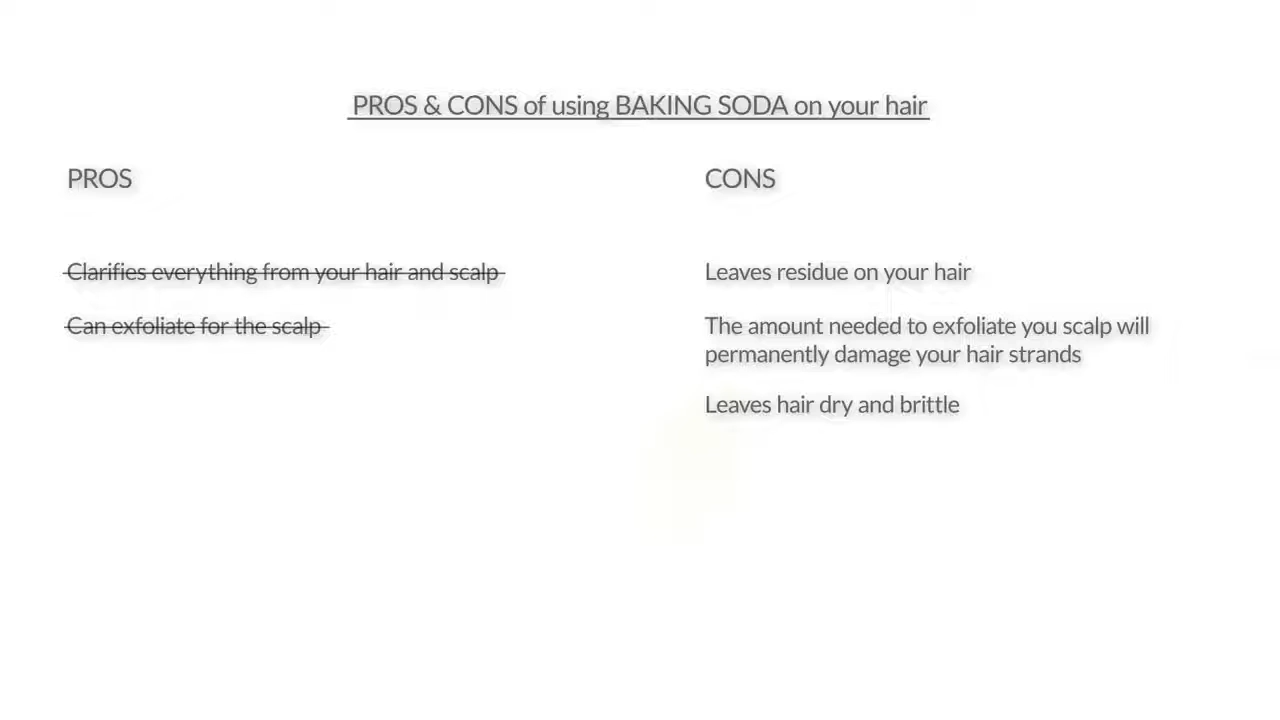 PROS & CONS of using BAKING SODA on your hair
PROS
CONS
Clarifies everything from your hair and scalp
Can exfoliate for the scalp
Leaves residue on your hair
The amount needed to exfoliate you scalp will
permanently damage your hair strands
Leaves hair dry and brittle